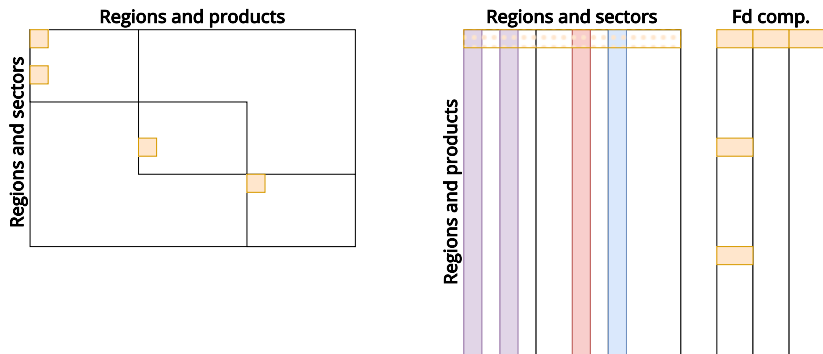 Regions and products
Regions and sectors
Regions and sectors
Regions and products
Fd comp.